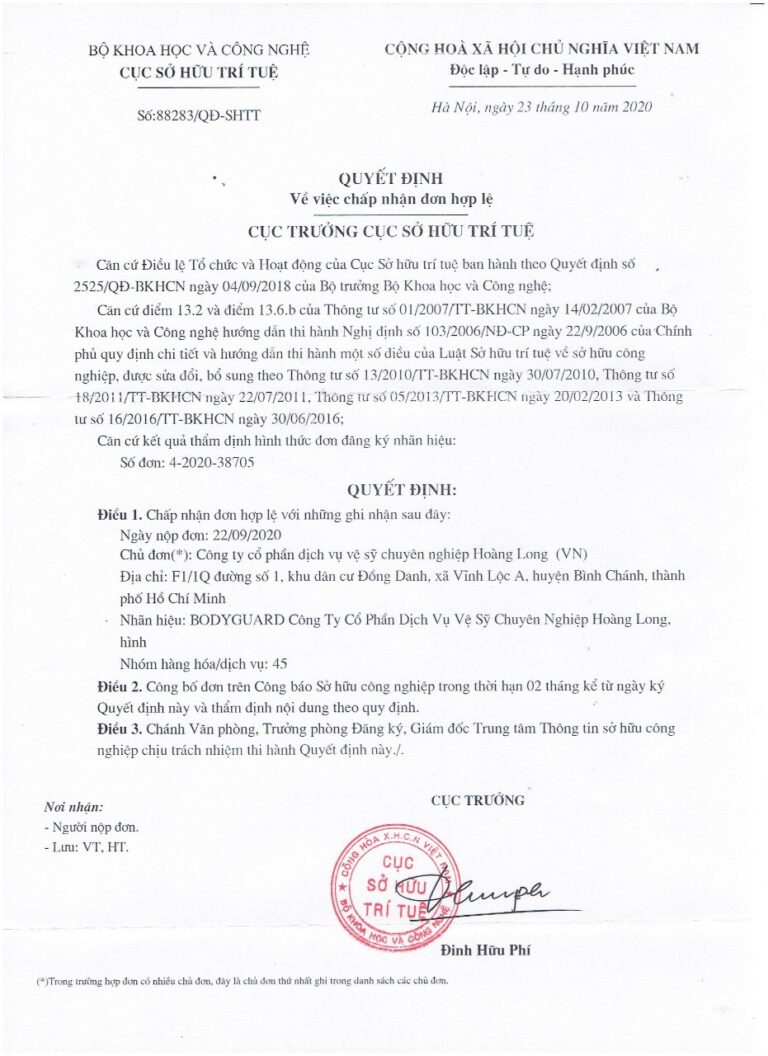 BỘ KHOA HỌC VÀ CÔNG NGHỆ
CỤC SỞ HỮU TRÍ TUỆ
Số:88283/QĐ-SHTT
CỘNG HOÀ XÃ HỘI CHỦ NGHĨA VIỆT NAM
Độc lập - Tự do - Hạnh phúc
Hà Nội, ngày 23 tháng 10 năm 2020
QUYẾT ĐỊNH
Về việc chấp nhận đơn hợp lệ
CỤC TRƯỞNG CỤC SỞ HỮU TRÍ TUỆ
Căn cứ Điều lệ Tổ chức và Hoạt động của Cục Sở hữu trí tuệ ban hành theo Quyết định số
2525/QĐ-BKHCN ngày 04/09/2018 của Bộ trưởng Bộ Khoa học và Công nghệ;
Căn cứ điểm 13.2 và điểm 13.6.b của Thông tư số 01/2007/TT-BKHCN ngày 14/02/2007 của Bộ
Khoa học và Công nghệ hướng dẫn thi hành Nghị định số 103/2006/NĐ-CP ngày 22/9/2006 của Chính
phủ quy định chi tiết và hướng dẫn thi hành một số điều của Luật Sở hữu trí tuệ về sở hữu công
nghiệp, được sửa đổi, bổ sung theo Thông tư số 13/2010/TT-BKHCN ngày 30/07/2010, Thông tư số
18/2011/TT-BKHCN ngày 22/07/2011, Thông tư số 05/2013/TT-BKHCN ngày 20/02/2013 và Thông
tư số 16/2016/TT-BKHCN ngày 30/06/2016;
Căn cứ kết quả thẩm định hình thức đơn đăng ký nhãn hiệu:
Số đơn: 4-2020-38705
QUYẾT ĐỊNH:
Điều 1. Chấp nhận đơn hợp lệ với những ghi nhận sau đây:
Ngày nộp đơn: 22/09/2020
Chủ đơn(*): Công ty cổ phần dịch vụ vệ sỹ chuyên nghiệp Hoàng Long (VN)
Địa chỉ: F1/1Q đường số 1, khu dân cư Đồng Danh, xã Vĩnh Lộc A, huyện Bình Chánh, thành
phố Hồ Chí Minh
Nhãn hiệu: BODYGUARD Công Ty Cổ Phần Dịch Vụ Vệ Sỹ Chuyên Nghiệp Hoàng Long,
hình
Nhóm hàng hóa/dịch vụ: 45
Điều 2. Công bố đơn trên Công báo Sở hữu công nghiệp trong thời hạn 02 tháng kể từ ngày ký
Quyết định này và thẩm định nội dung theo quy định.
Điều 3. Chánh Văn phòng, Trưởng phòng Đăng ký, Giám đốc Trung tâm Thông tin sở hữu công
nghiệp chịu trách nhiệm thi hành Quyết định này./.
Nơi nhận:
- Người nộp đơn.
- Lưu: VT, HT.
CỤC TRƯỞNG
CỘNG HÒA X.H.C.N VIỆT NAM
CỤC
SỞ HỮU
TRÍ TUỆ
BỘ KHOA HỌC VÀ CÔNG NGHỆ
Đinh Hữu Phí
(*)Trong trường hợp đơn có nhiều chủ đơn, đây là chủ đơn thứ nhất ghi trong danh sách các chủ đơn.